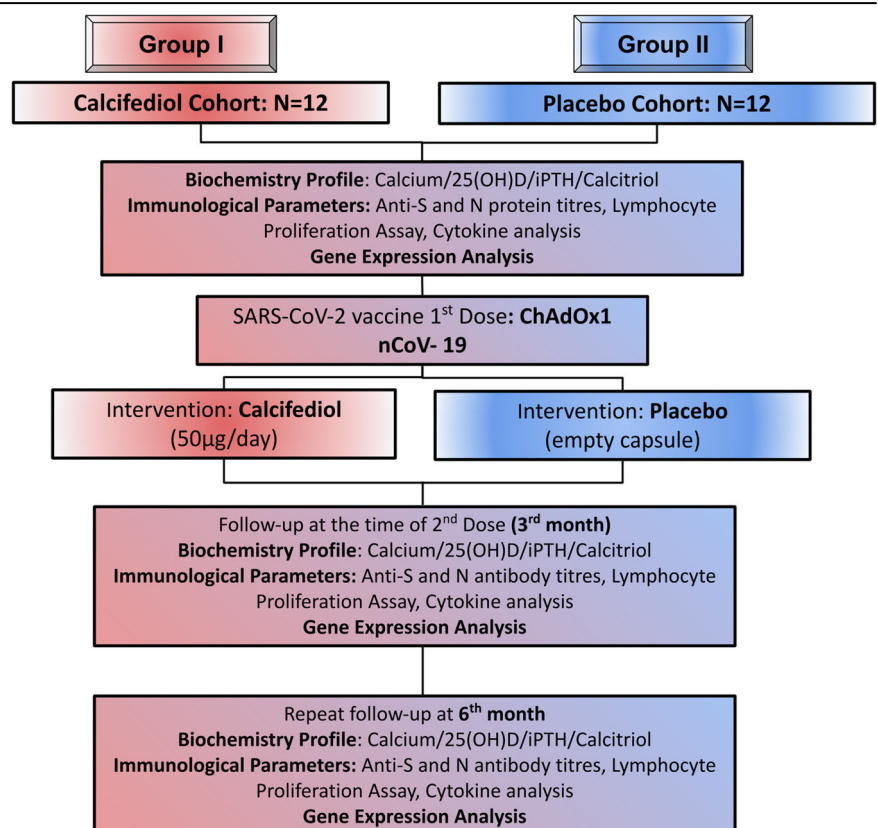 Group I
Group II
Calcifediol Cohort: N=12
Placebo Cohort: N=12
Biochemistry Profile: Calcium/25(OH)D/iPTH/Calcitriol
Immunological Parameters: Anti-S and N protein titres, Lymphocyte
Proliferation Assay, Cytokine analysis
Gene Expression Analysis
SARS-CoV-2 vaccine 1st Dose: ChAdOx1
nCoV- 19
Intervention: Calcifediol
(50µg/day)
Intervention: Placebo
(empty capsule)
Follow-up at the time of 2nd Dose (3rd month)
Biochemistry Profile: Calcium/25(OH)D/iPTH/Calcitriol
Immunological Parameters: Anti-S and N antibody titres, Lymphocyte
Proliferation Assay, Cytokine analysis
Gene Expression Analysis
Repeat follow-up at 6th month
Biochemistry Profile: Calcium/25(OH)D/iPTH/Calcitriol
Immunological Parameters: Anti-S and N antibody titres, Lymphocyte
Proliferation Assay, Cytokine analysis
Gene Expression Analysis